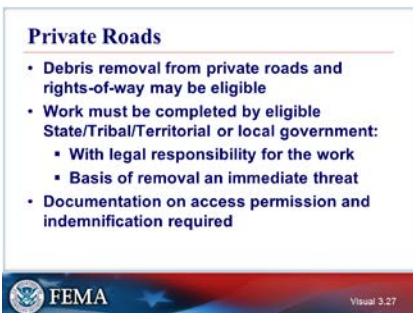 Private Roads
• Debris removal from private roads and
rights-of-way may be eligible
• Work must be completed by eligible
State/Tribal/Territorial or local government:
▪ With legal responsibility for the work
▪ Basis of removal an immediate threat
• Documentation on access permission and
indemnification required
FEMA
Visual 3.27